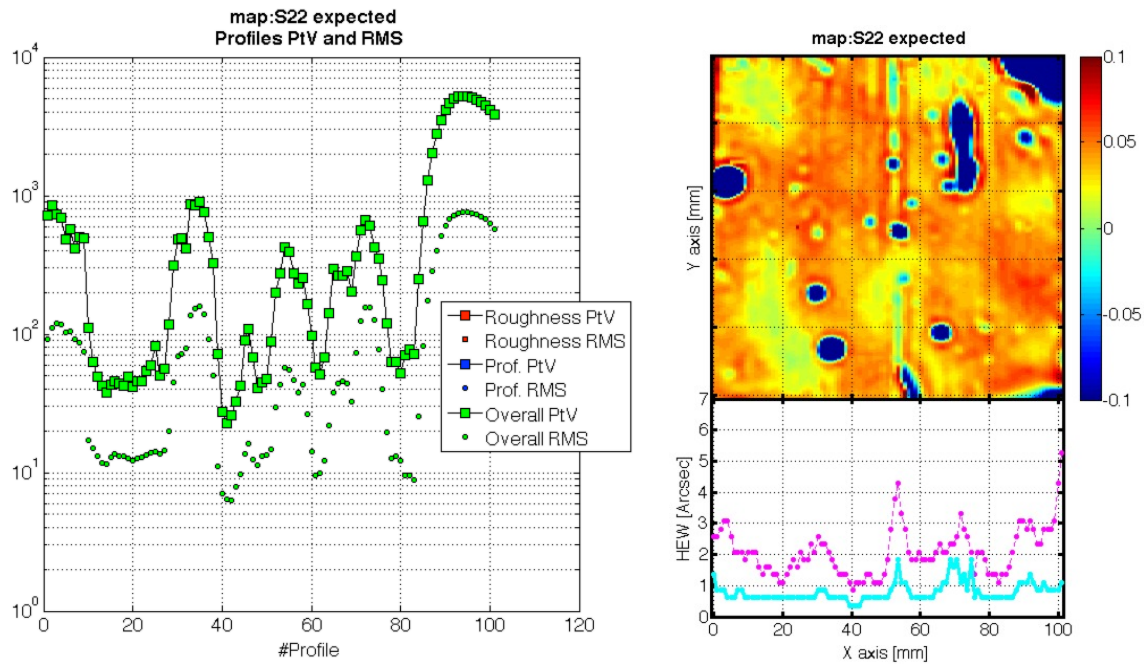 map:S22 expected
Profiles PtV and RMS
10^4
10^3
10^2
10^1
10^0
0
20
40
60
80
100
120
#Profile
Roughness PtV
Roughness RMS
Prof. PtV
Prof. RMS
Overall PtV
Overall RMS
map:S22 expected
Y axis [mm]
0.1
0.05
0
-0.05
-0.1
7
6
5
4
3
2
1
0
HEW [Arcsec]
0
20
40
60
80
100
X axis [mm]